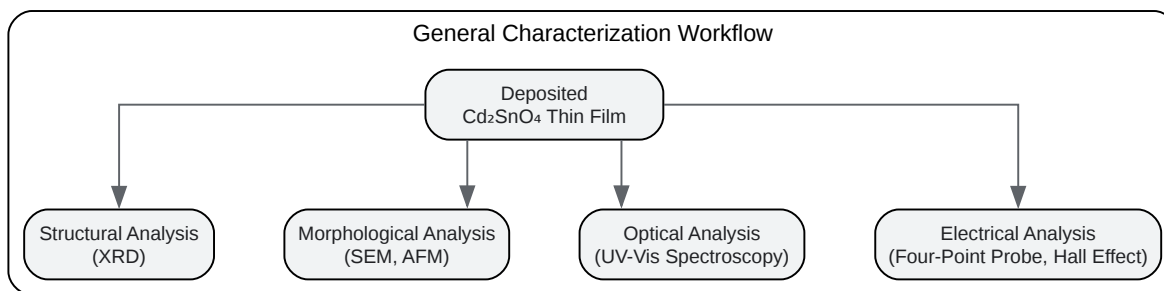 General Characterization Workflow
Deposited
Cd₂SnO₄ Thin Film
Structural Analysis
(XRD)
Morphological Analysis
(SEM, AFM)
Optical Analysis
(UV-Vis Spectroscopy)
Electrical Analysis
(Four-Point Probe, Hall Effect)